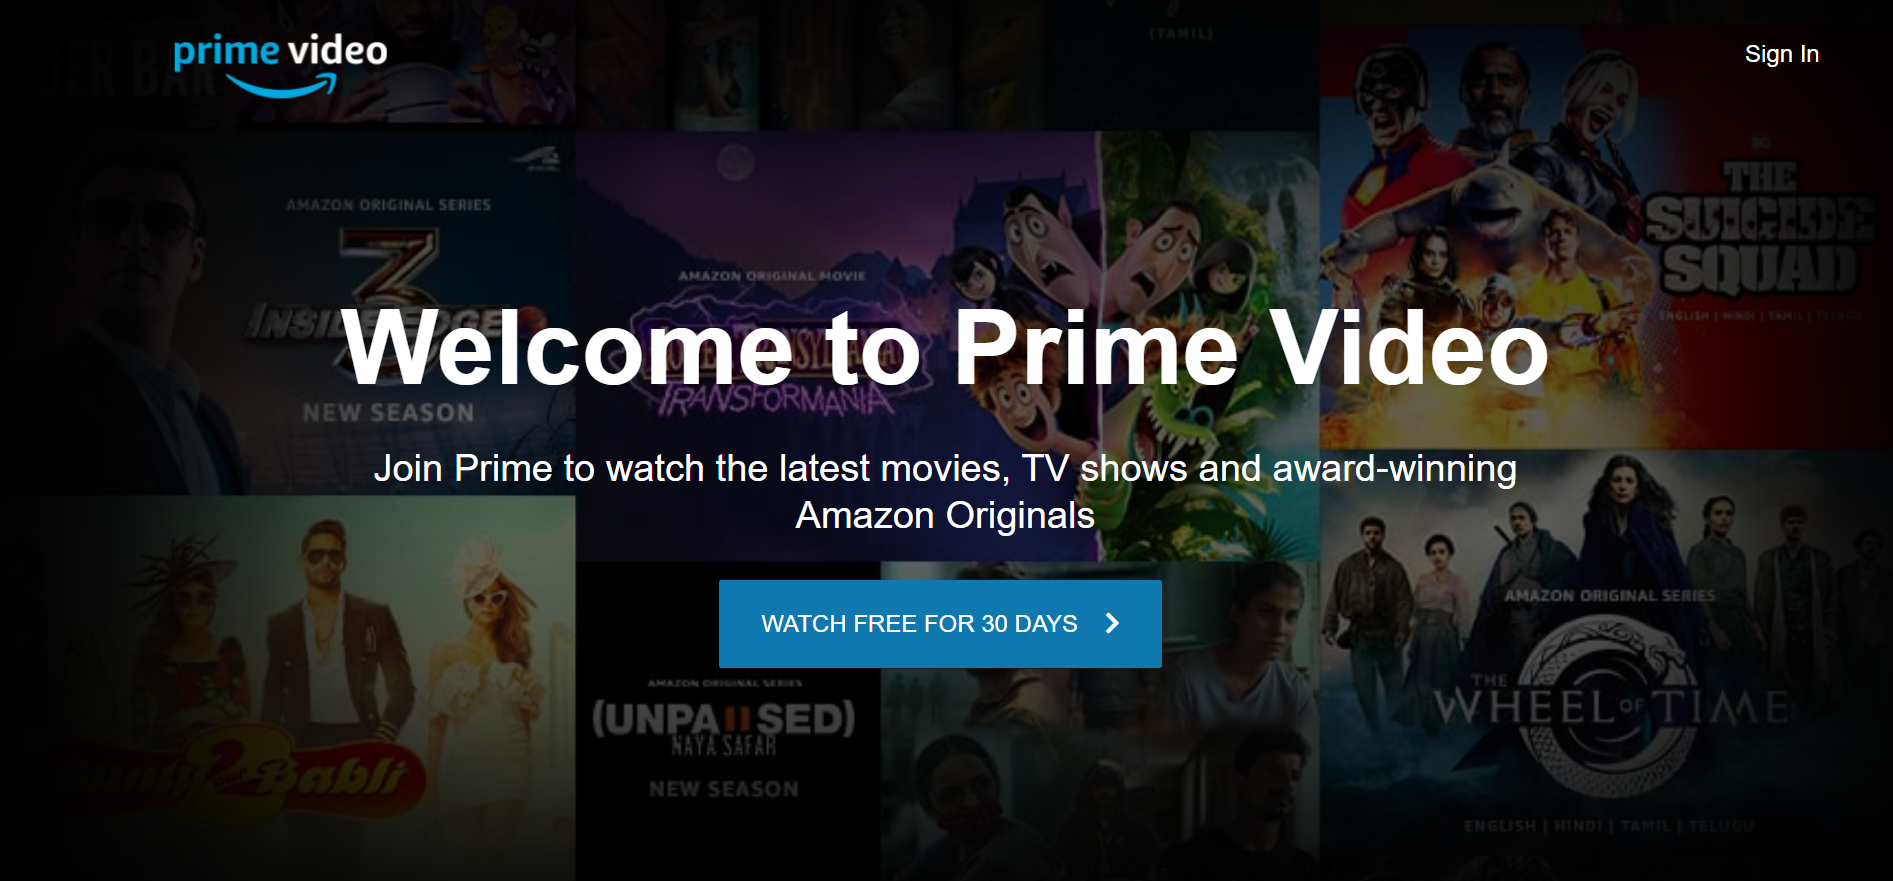 prime video
Sign In
(TAMIL)
AMAZON ORIGINAL SERIES
3
INSIDE EDGE
NEW SEASON
AMAZON ORIGINAL MOVIE
TRANSFORMANIA
DC
THE
SUICIDE
SQUAD
ENGLISH | HINDI | TAMIL | TELUGU
Welcome to Prime Video
Join Prime to watch the latest movies, TV shows and award-winning
Amazon Originals
WATCH FREE FOR 30 DAYS
Bunty aur Babli 2
AMAZON ORIGINAL SERIES
(UNPAUSED)
NAYA SAFAR
NEW SEASON
AMAZON ORIGINAL SERIES
THE
WHEEL OF TIME
ENGLISH | HINDI | TAMIL | TELUGU